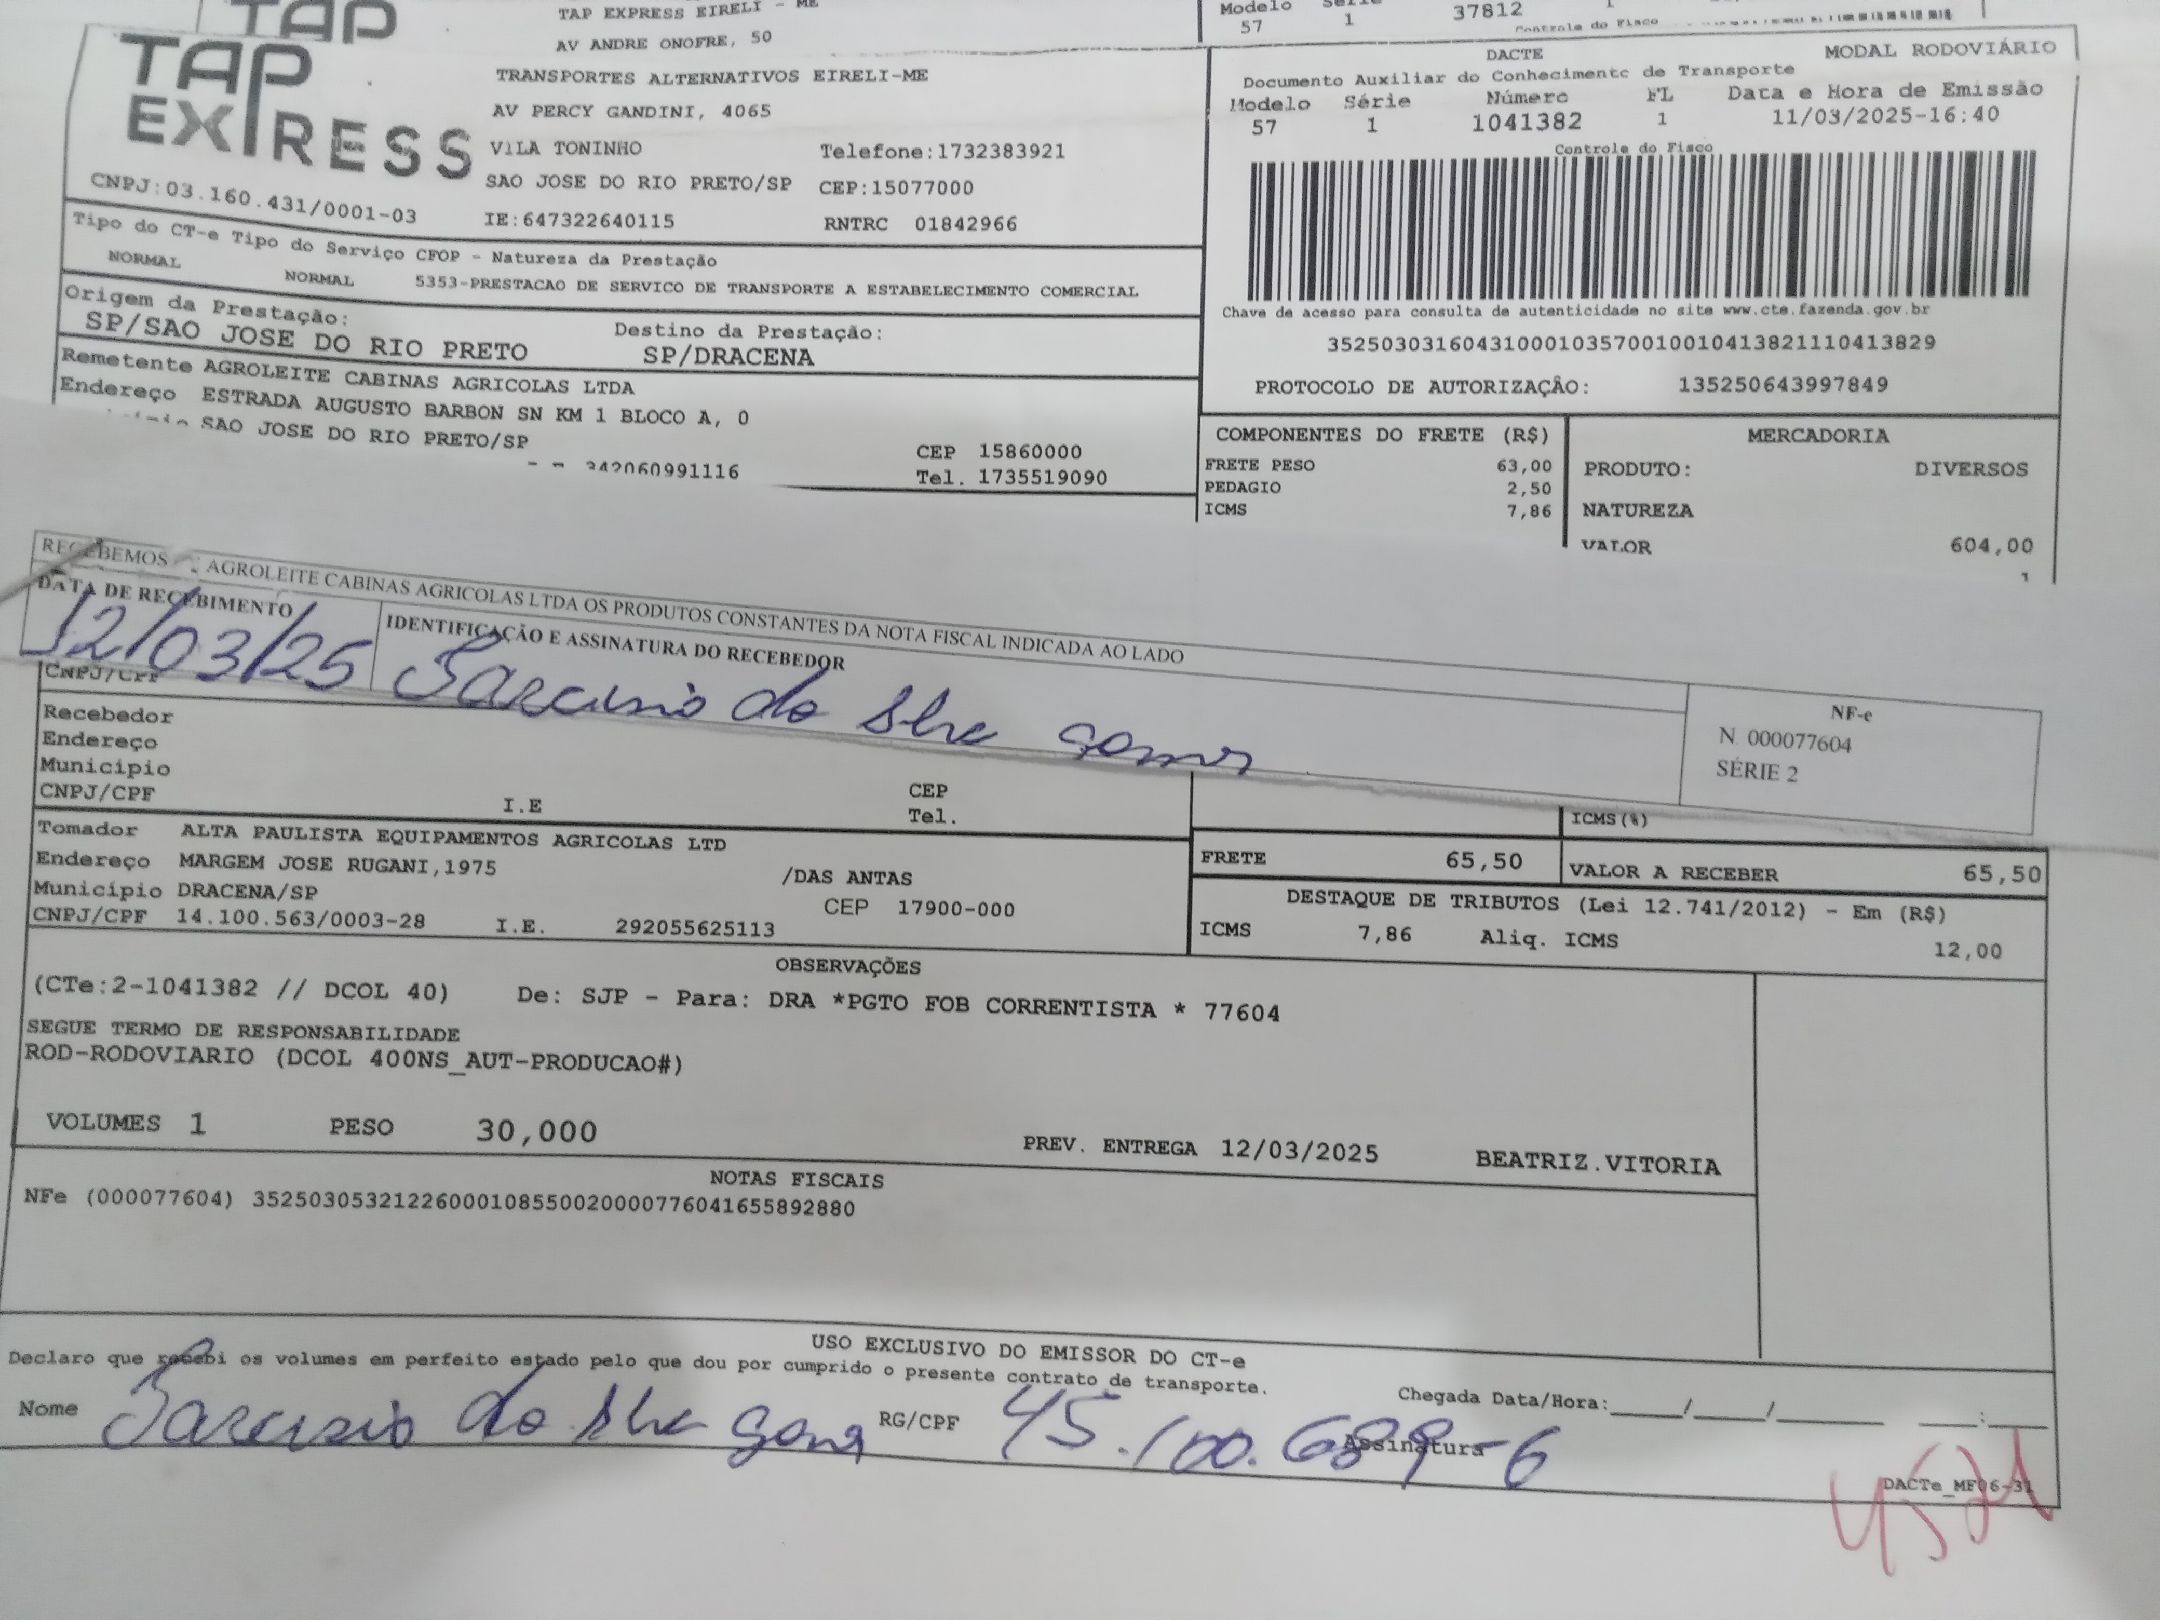 TAP
TAP EXPRESS EIRELI - ME
AV ANDRE ONOFRE, 50
Modelo Série
57 1 37812 1
Controle do Fisco
TAP EXPRESS
TRANSPORTES ALTERNATIVOS EIRELI-ME
AV PERCY GANDINI, 4065
VILA TONINHO Telefone:1732383921
SAO JOSE DO RIO PRETO/SP CEP:15077000
CNPJ:03.160.431/0001-03 IE:647322640115 RNTRC 01842966
DACTE MODAL RODOVIÁRIO
Documento Auxiliar do Conhecimento de Transporte
Modelo Série Número FL Data e Hora de Emissão
57 1 1041382 1 11/03/2025-16:40
Controle do Fisco
Chave de acesso para consulta de autenticidade no site www.cte.fazenda.gov.br
35250303160431000103570010010413821110413829
PROTOCOLO DE AUTORIZAÇÃO: 135250643997849
Tipo do CT-e Tipo do Serviço CFOP - Natureza da Prestação
NORMAL NORMAL 5353-PRESTACAO DE SERVICO DE TRANSPORTE A ESTABELECIMENTO COMERCIAL
Origem da Prestação: Destino da Prestação:
SP/SAO JOSE DO RIO PRETO SP/DRACENA
Remetente AGROLEITE CABINAS AGRICOLAS LTDA
Endereço ESTRADA AUGUSTO BARBON SN KM 1 BLOCO A, 0
SAO JOSE DO RIO PRETO/SP CEP 15860000
342060991116 Tel. 1735519090
COMPONENTES DO FRETE (R$)
FRETE PESO 63,00
PEDAGIO 2,50
ICMS 7,86
MERCADORIA
PRODUTO: DIVERSOS
NATUREZA
VALOR 604,00
1
RECEBEMOS AGROLEITE CABINAS AGRICOLAS LTDA OS PRODUTOS CONSTANTES DA NOTA FISCAL INDICADA AO LADO
DATA DE RECEBIMENTO IDENTIFICAÇÃO E ASSINATURA DO RECEBEDOR
12/03/25
NF-e
N. 000077604
SÉRIE 2
CNPJ/CPF
Recebedor
Endereço
Município CEP
CNPJ/CPF I.E Tel.
Tomador ALTA PAULISTA EQUIPAMENTOS AGRICOLAS LTD
Endereço MARGEM JOSE RUGANI,1975 /DAS ANTAS
Município DRACENA/SP CEP 17900-000
CNPJ/CPF 14.100.563/0003-28 I.E. 292055625113
ICMS(%)
FRETE 65,50 VALOR A RECEBER 65,50
DESTAQUE DE TRIBUTOS (Lei 12.741/2012) - Em (R$)
ICMS 7,86 Aliq. ICMS 12,00
OBSERVAÇÕES
(CTe:2-1041382 // DCOL 40) De: SJP - Para: DRA *PGTO FOB CORRENTISTA * 77604
SEGUE TERMO DE RESPONSABILIDADE
ROD-RODOVIARIO (DCOL 400NS_AUT-PRODUCAO#)
VOLUMES 1 PESO 30,000 PREV. ENTREGA 12/03/2025 BEATRIZ.VITORIA
NOTAS FISCAIS
NFe (000077604) 35250305321226000108550020000776041655892880
USO EXCLUSIVO DO EMISSOR DO CT-e
Declaro que recebi os volumes em perfeito estado pelo que dou por cumprido o presente contrato de transporte.
Chegada Data/Hora:_____/_____/_______ ____:____
Nome RG/CPF 45.100.689-6 Assinatura
DACTe_MF06-31